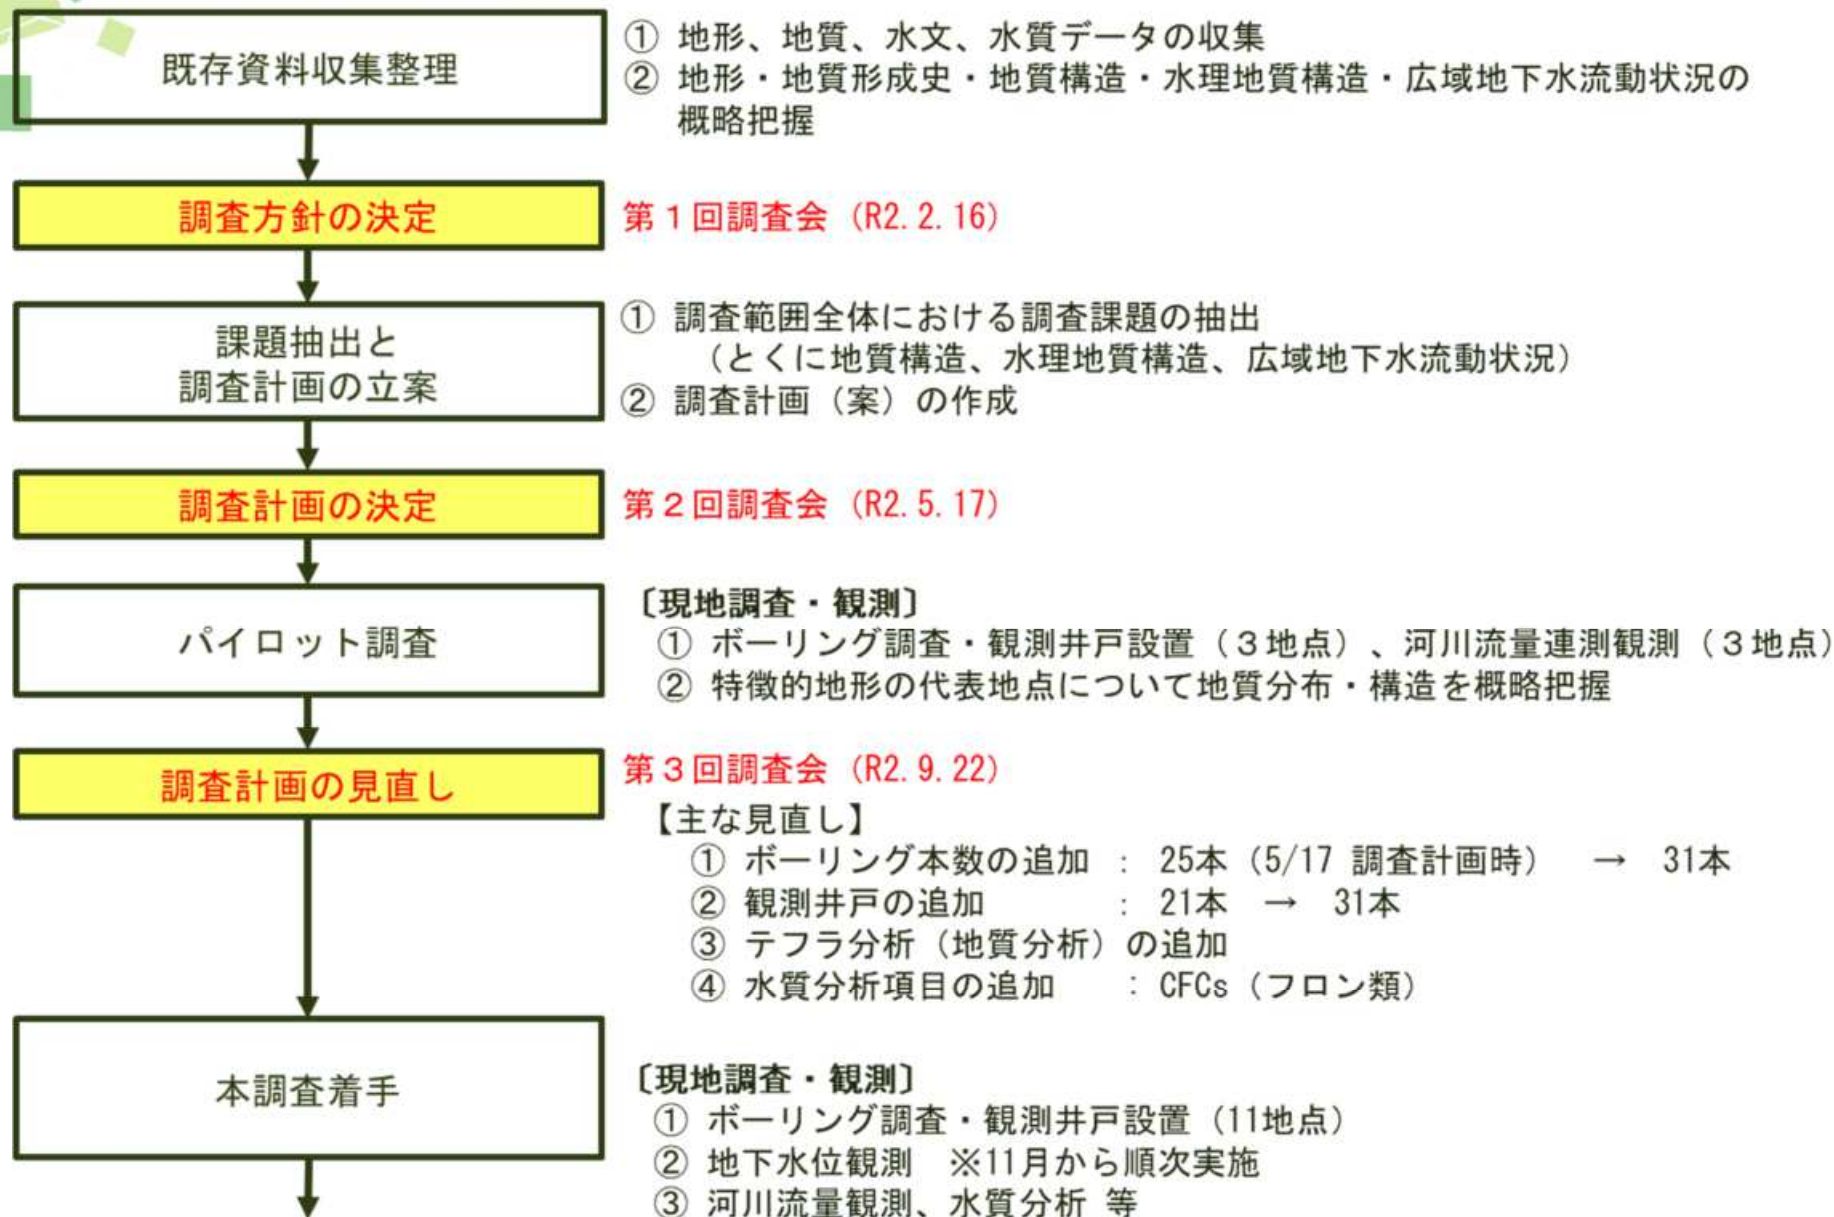 既存資料収集整理
① 地形、地質、水文、水質データの収集
② 地形・地質形成史・地質構造・水理地質構造・広域地下水流動状況の
概略把握
調査方針の決定
第１回調査会 (R2.2.16)
課題抽出と
調査計画の立案
① 調査範囲全体における調査課題の抽出
（とくに地質構造、水理地質構造、広域地下水流動状況）
② 調査計画（案）の作成
調査計画の決定
第２回調査会 (R2.5.17)
パイロット調査
〔現地調査・観測〕
① ボーリング調査・観測井戸設置（３地点）、河川流量連測観測（３地点）
② 特徴的地形の代表地点について地質分布・構造を概略把握
調査計画の見直し
第３回調査会 (R2.9.22)
【主な見直し】
① ボーリング本数の追加 ： 25本（5/17 調査計画時） → 31本
② 観測井戸の追加 ： 21本 → 31本
③ テフラ分析（地質分析）の追加
④ 水質分析項目の追加 ：CFCs（フロン類）
本調査着手
〔現地調査・観測〕
① ボーリング調査・観測井戸設置（11地点）
② 地下水位観測 ※11月から順次実施
③ 河川流量観測、水質分析 等